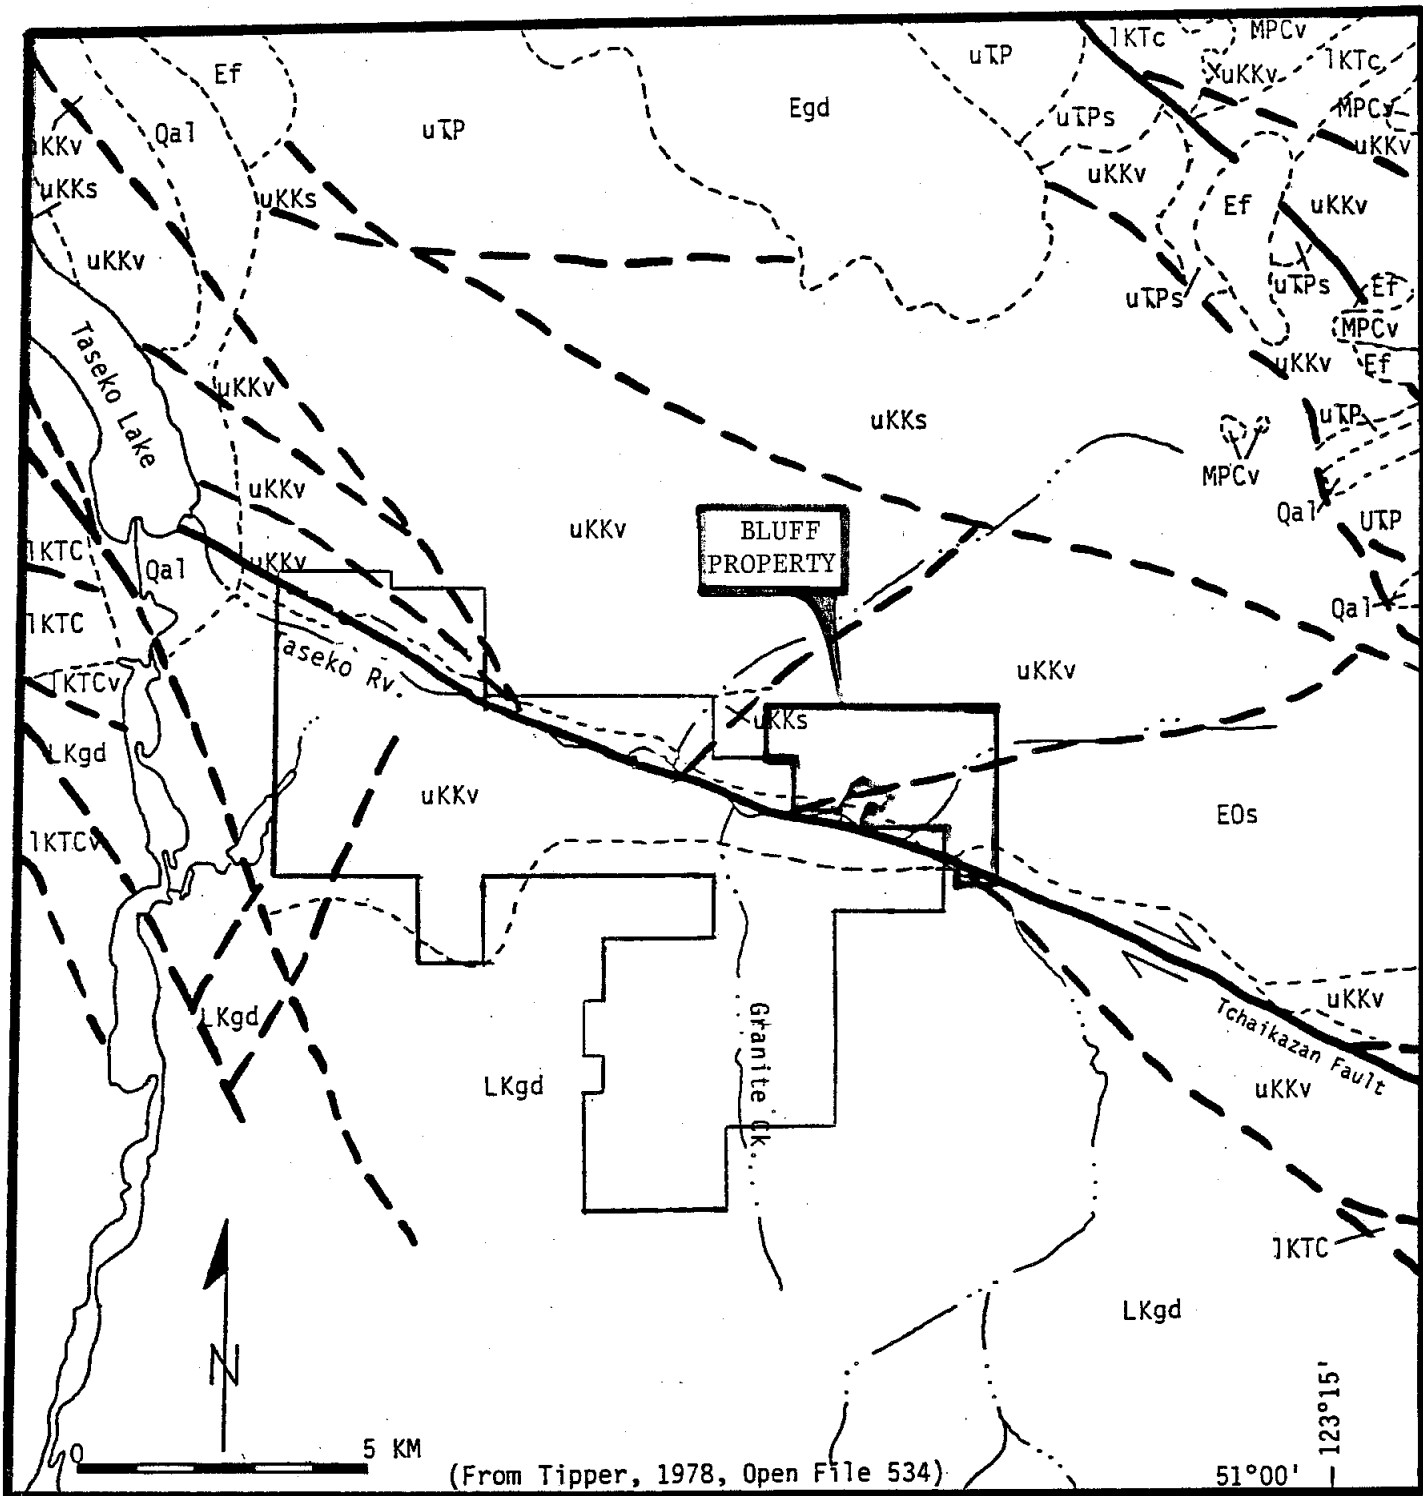 uTP
lKTc
MPCv
uKKv
lKTc
Ef
Egd
MPCv
Qal
uTP
uTPs
uKKv
uKKv
uKKv
uKKs
uKKs
Ef
uKKv
uKKv
uTPs
uTPs
Ef
MPCv
Taseko Lake
uKKv
Ef
uKKv
uKKs
uTP
MPCv
uKKv
Qal
UTP
uKKv
BLUFF
PROPERTY
lKTC
Qal
uKKv
Qal
lKTC
Taseko Rv.
uKKv
lKTCv
uKKs
LKgd
uKKv
EOs
lKTCv
uKKv
LKgd
Granite Ck.
Tchaikazan Fault
LKgd
uKKv
lKTC
LKgd
N
123°15'
0
5 KM
(From Tipper, 1978, Open File 534)
51°00'